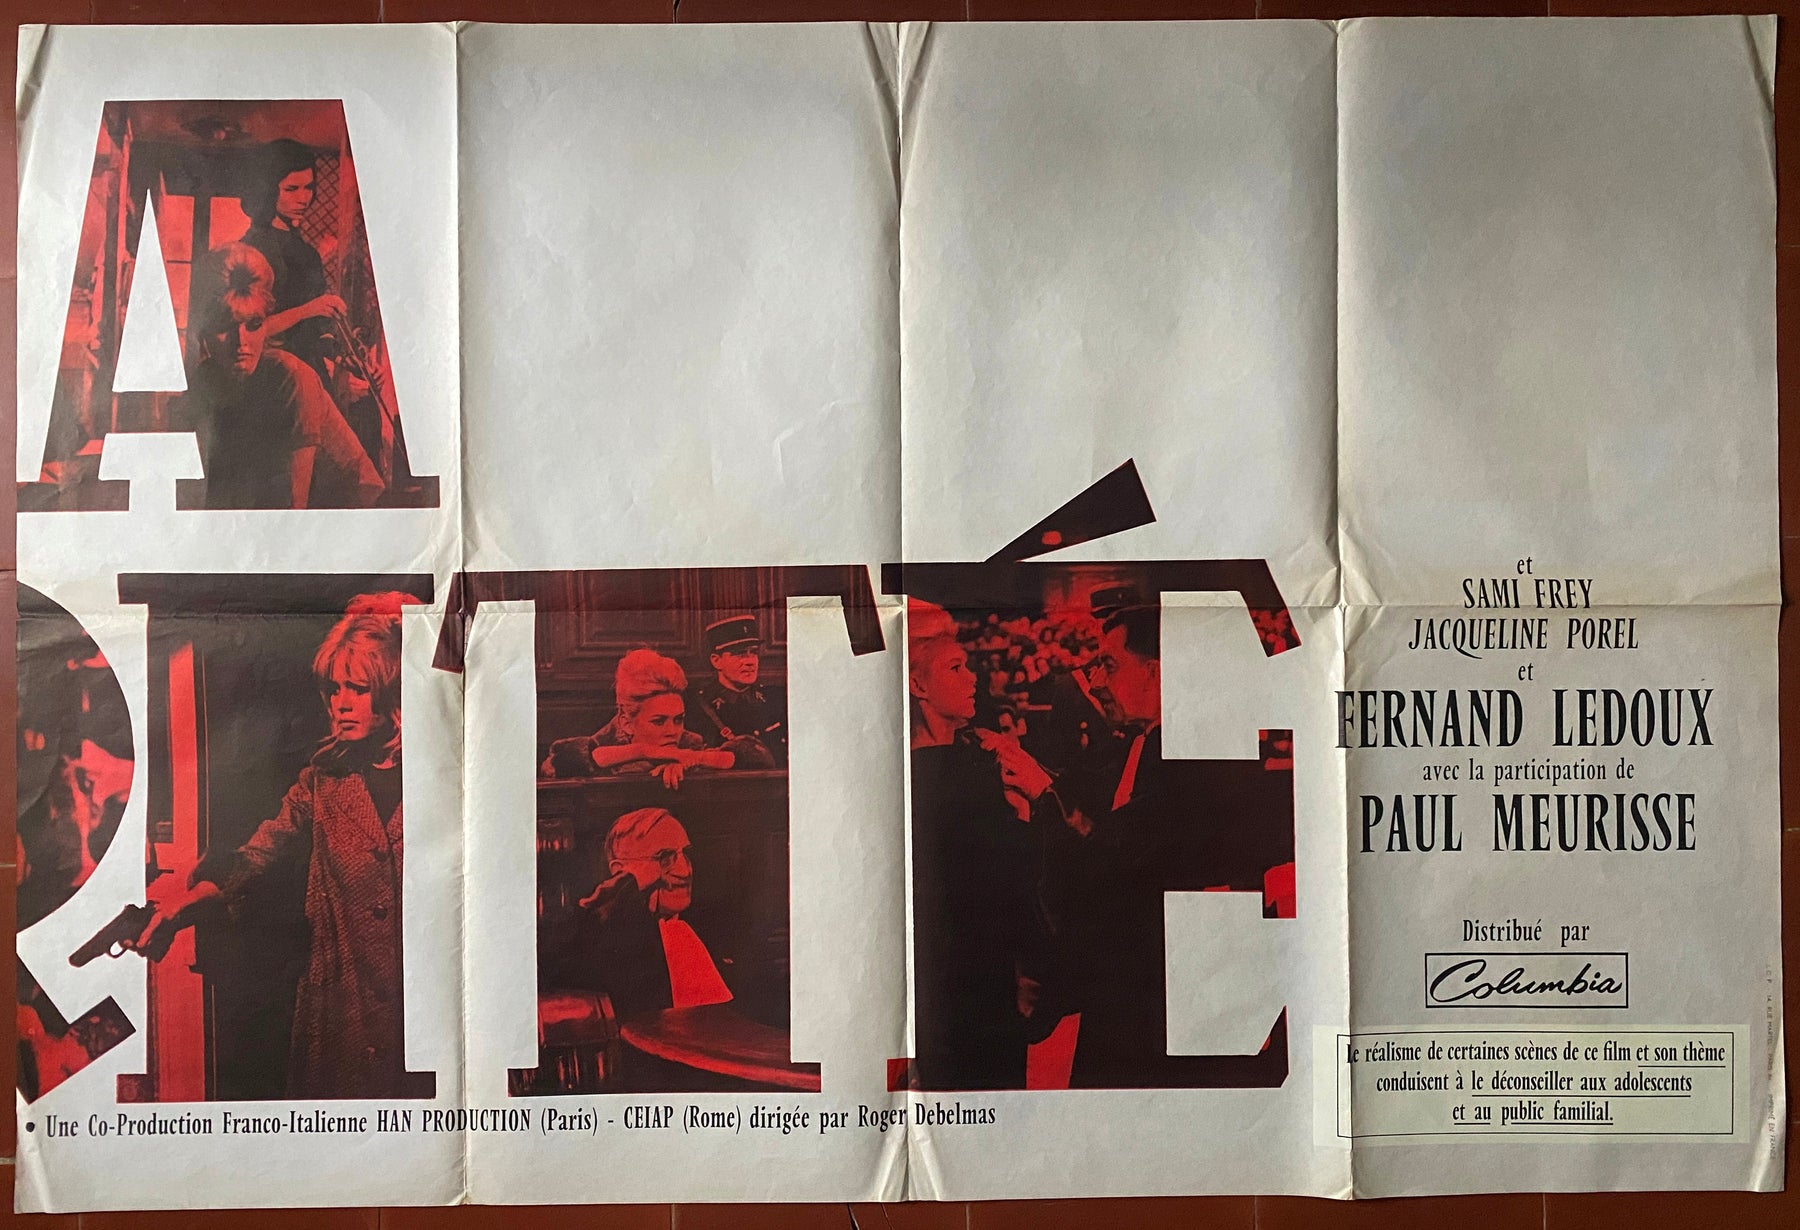 A
RITÉ
et
SAMI FREY
JACQUELINE POREL
et
FERNAND LEDOUX
avec la participation de
PAUL MEURISSE
Distribué par
Columbia
Le réalisme de certaines scènes de ce film et son thème
conduisent à le déconseiller aux adolescents
et au public familial.
• Une Co-Production Franco-Italienne HAN PRODUCTION (Paris) - CEIAP (Rome) dirigée par Roger Debelmas